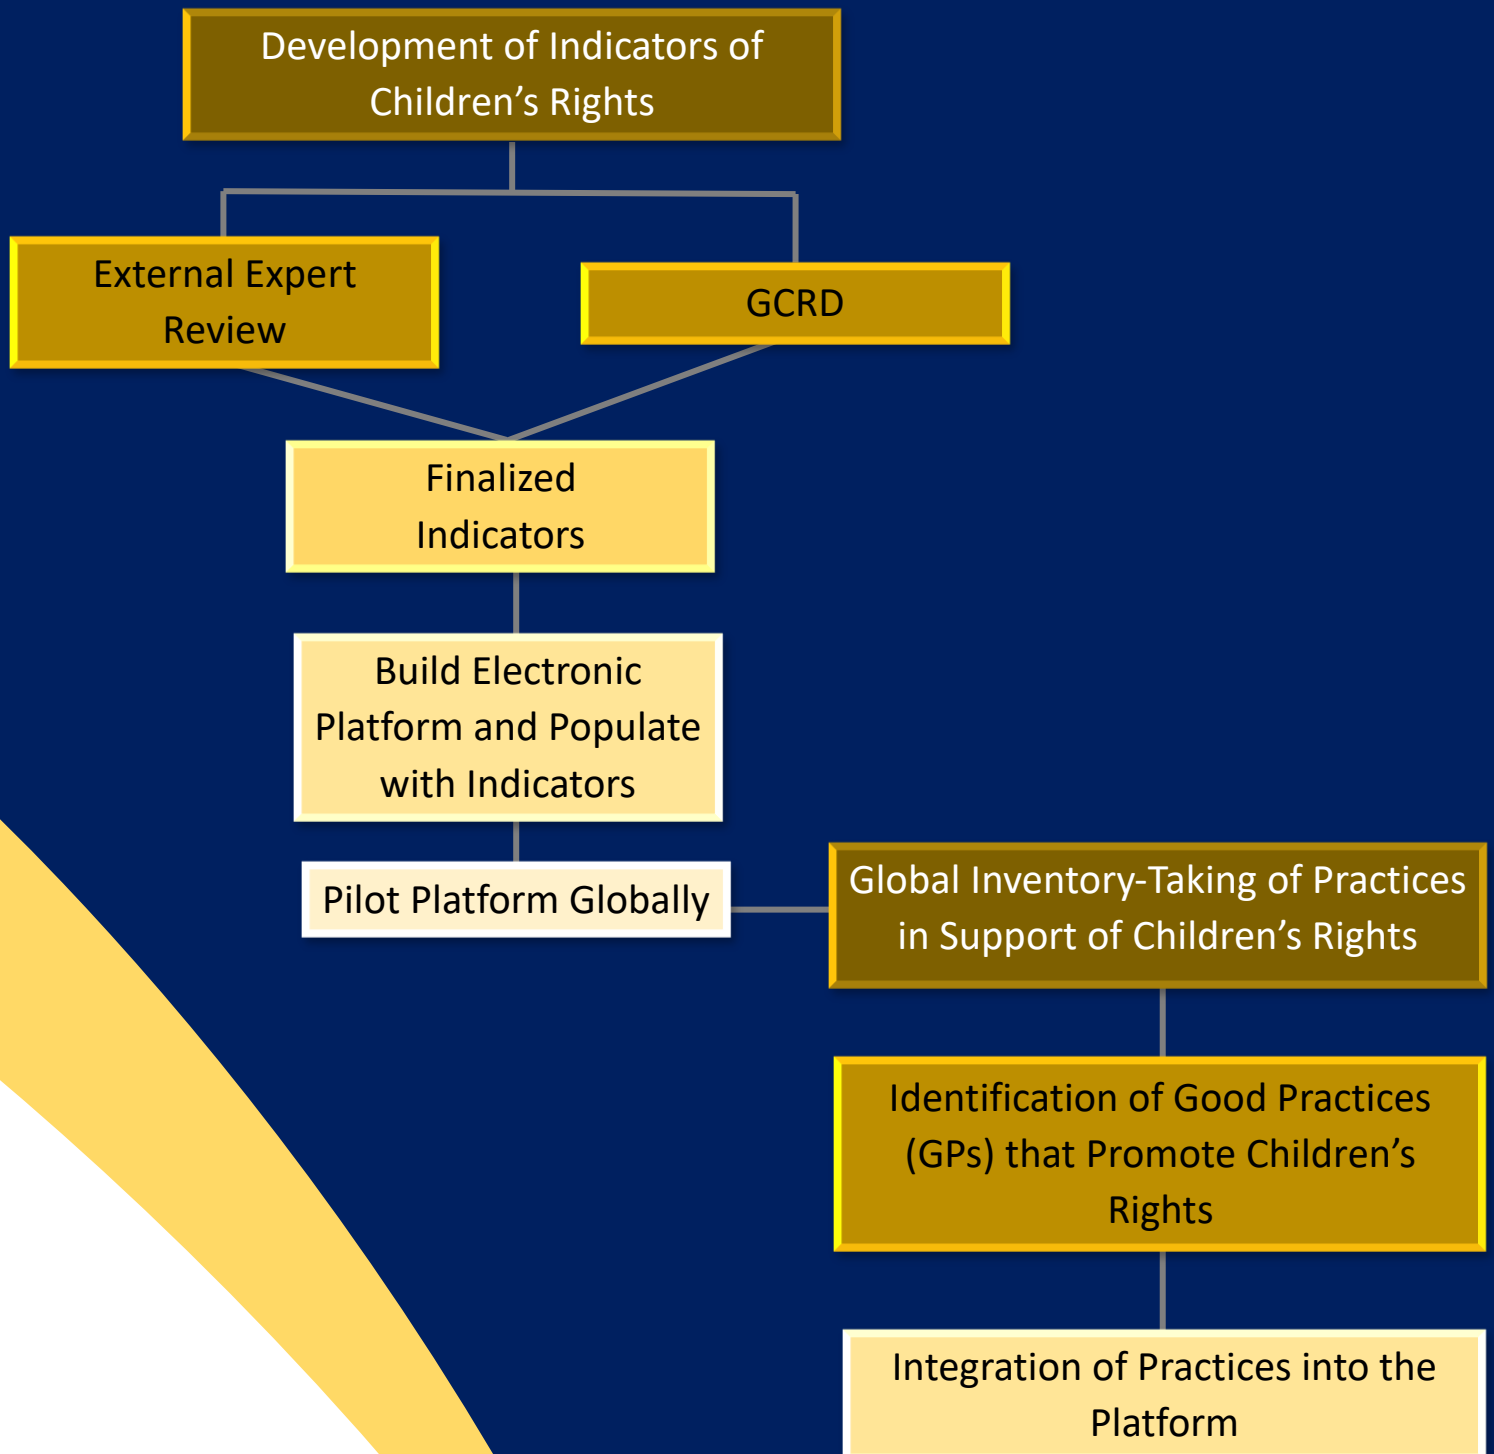 Development of Indicators of
Children’s Rights
External Expert
Review
GCRD
Finalized
Indicators
Build Electronic
Platform and Populate
with Indicators
Pilot Platform Globally
Global Inventory-Taking of Practices
in Support of Children’s Rights
Identification of Good Practices
(GPs) that Promote Children’s
Rights
Integration of Practices into the
Platform